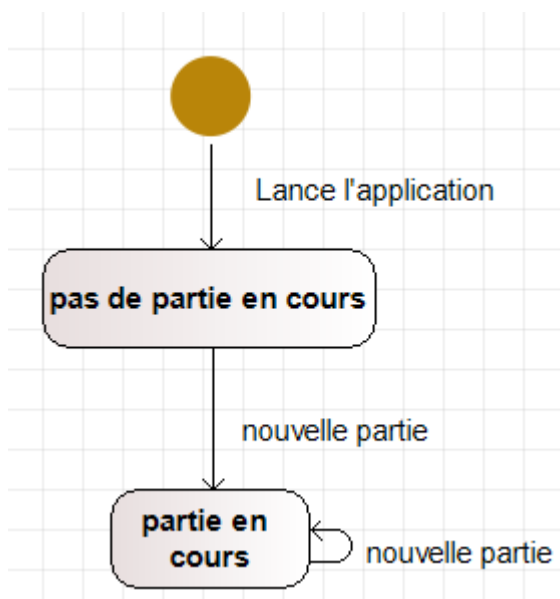 Lance l'application
pas de partie en cours
nouvelle partie
partie en
cours
nouvelle partie